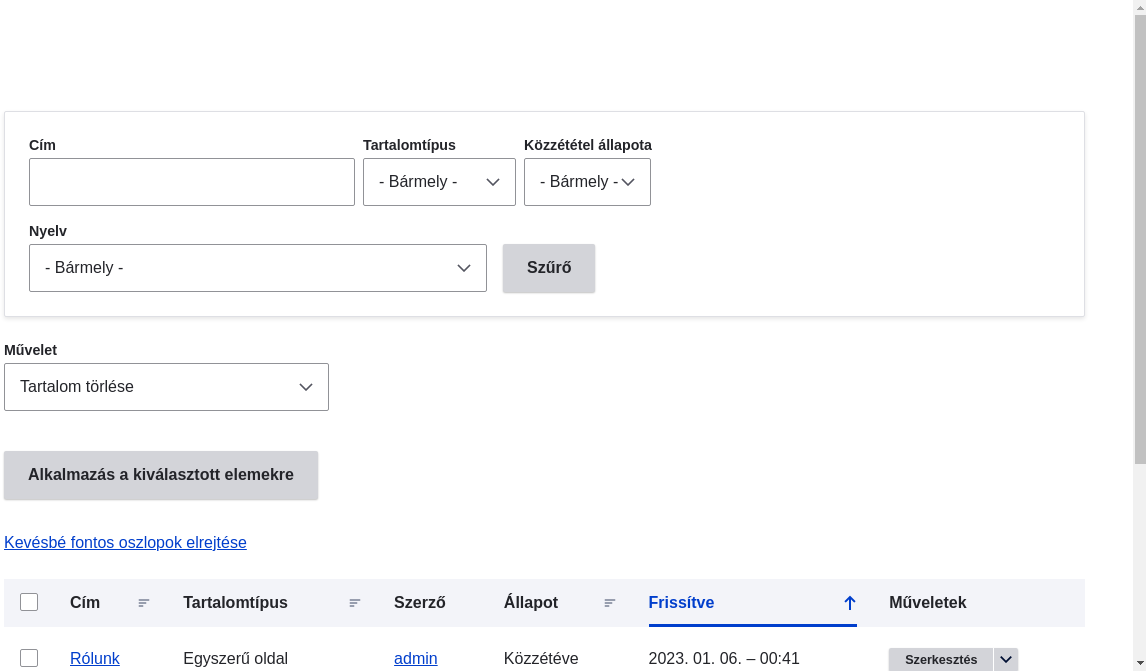 Cím Tartalomtípus Közzététel állapota
- Bármely - - Bármely -
Nyelv
- Bármely - Szűrő
Művelet
Tartalom törlése
Alkalmazás a kiválasztott elemekre
Kevésbé fontos oszlopok elrejtése
Cím Tartalomtípus Szerző Állapot Frissítve Műveletek
Rólunk Egyszerű oldal admin Közzétéve 2023. 01. 06. – 00:41 Szerkesztés